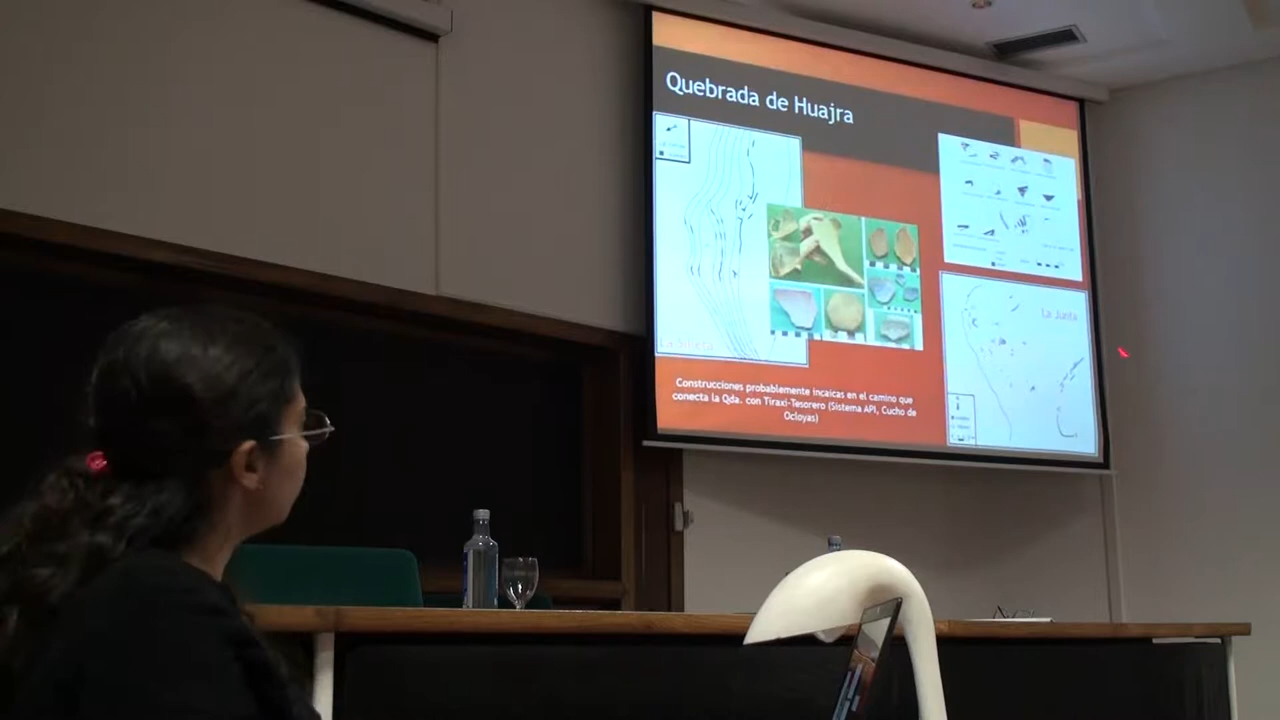 Quebrada de Huajra
La Junta
Construcciones probablemente incaicas en el camino que
conecta la Qda. con Tiraxi-Tesorero (Sistema API, Cucho de
Ocloyas)